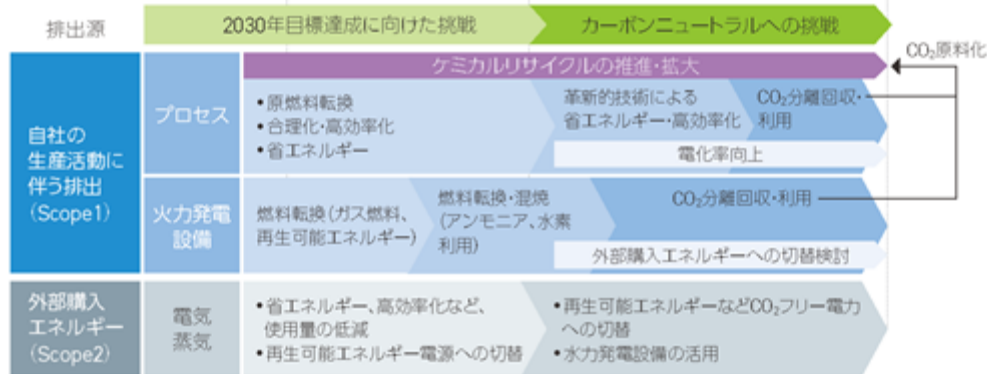 排出源
2030年目標達成に向けた挑戦
カーボンニュートラルへの挑戦
CO₂原料化
ケミカルリサイクルの推進・拡大
自社の
生産活動に
伴う排出
(Scope1)
プロセス
•原燃料転換
•合理化・高効率化
•省エネルギー
革新的技術による
省エネルギー・高効率化
CO₂分離回収・
利用
電化率向上
火力発電
設備
燃料転換(ガス燃料、
再生可能エネルギー)
燃料転換・混焼
(アンモニア、水素
利用)
CO₂分離回収・利用
外部購入エネルギーへの切替検討
外部購入
エネルギー
(Scope2)
電気
蒸気
•省エネルギー、高効率化など、
使用量の低減
•再生可能エネルギー電源への切替
•再生可能エネルギーなどCO₂フリー電力
への切替
•水力発電設備の活用